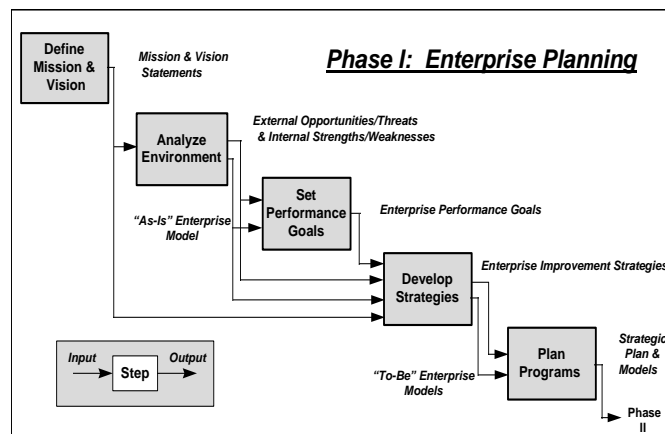 Define
Mission &
Vision
Mission & Vision
Statements
Phase I: Enterprise Planning
Analyze
Environment
External Opportunities/Threats
& Internal Strengths/Weaknesses
Set
Performance
Goals
"As-Is" Enterprise
Model
Enterprise Performance Goals
Develop
Strategies
Enterprise Improvement Strategies
Input
Output
Step
Plan
Programs
Strategic
Plan &
Models
"To-Be" Enterprise
Models
Phase
II